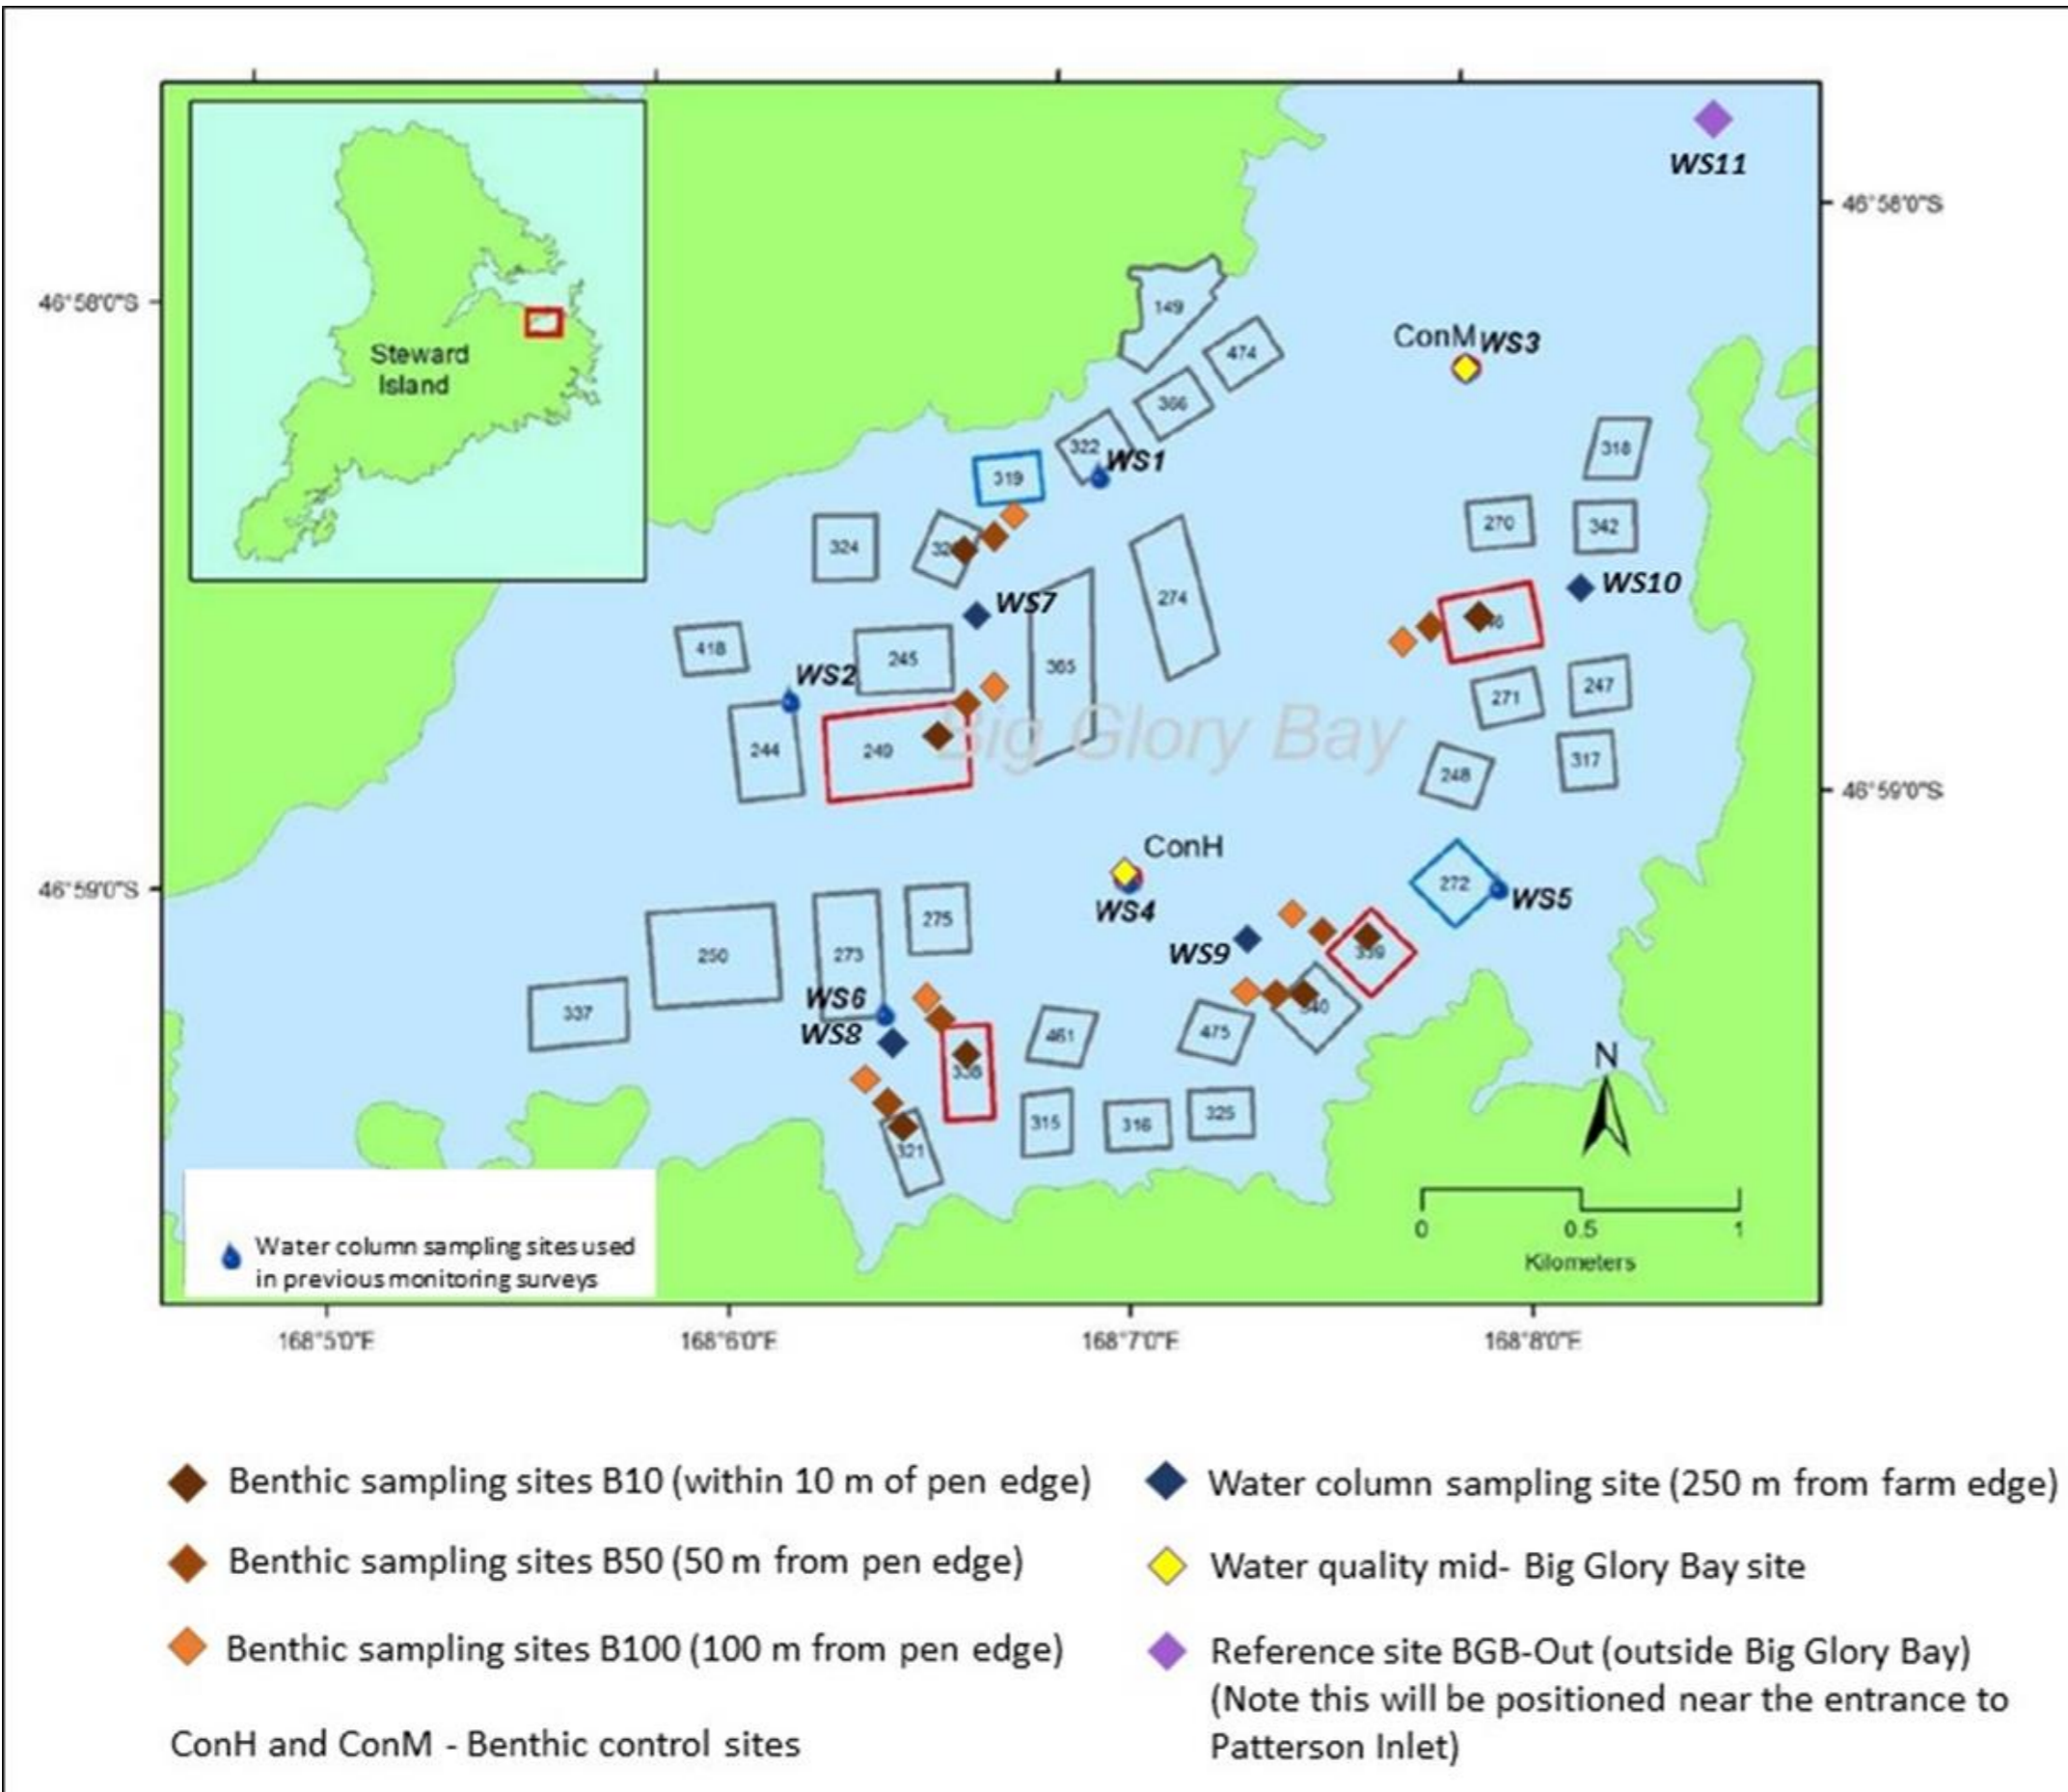 WS11
46°58'0"S
46°58'0"S
149
Steward
Island
474
ConM WS3
366
322
WS1
318
319
270
342
324
WS10
WS7
274
418
245
365
WS2
271
247
244
249
Big Glory Bay
317
248
46°59'0"S
ConH
272
46°59'0"S
WS4
WS5
275
WS9
250
273
339
WS6
337
WS8
461
475
340
338
N
315
316
325
321
0 0.5 1
Kilometers
Water column sampling sites used
in previous monitoring surveys
168°5'0"E 168°6'0"E 168°7'0"E 168°8'0"E
Benthic sampling sites B10 (within 10 m of pen edge)
Benthic sampling sites B50 (50 m from pen edge)
Benthic sampling sites B100 (100 m from pen edge)
ConH and ConM - Benthic control sites
Water column sampling site (250 m from farm edge)
Water quality mid- Big Glory Bay site
Reference site BGB-Out (outside Big Glory Bay)
(Note this will be positioned near the entrance to
Patterson Inlet)